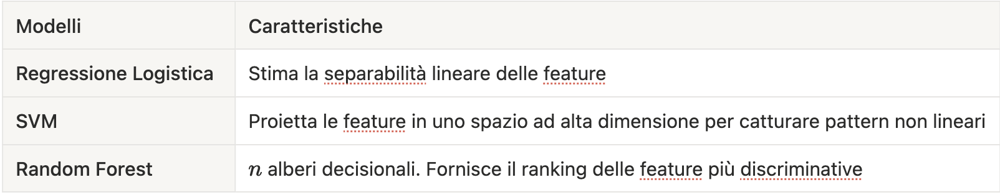 Modelli Caratteristiche
Regressione Logistica Stima la separabilità lineare delle feature
SVM Proietta le feature in uno spazio ad alta dimensione per catturare pattern non lineari
Random Forest n alberi decisionali. Fornisce il ranking delle feature più discriminative